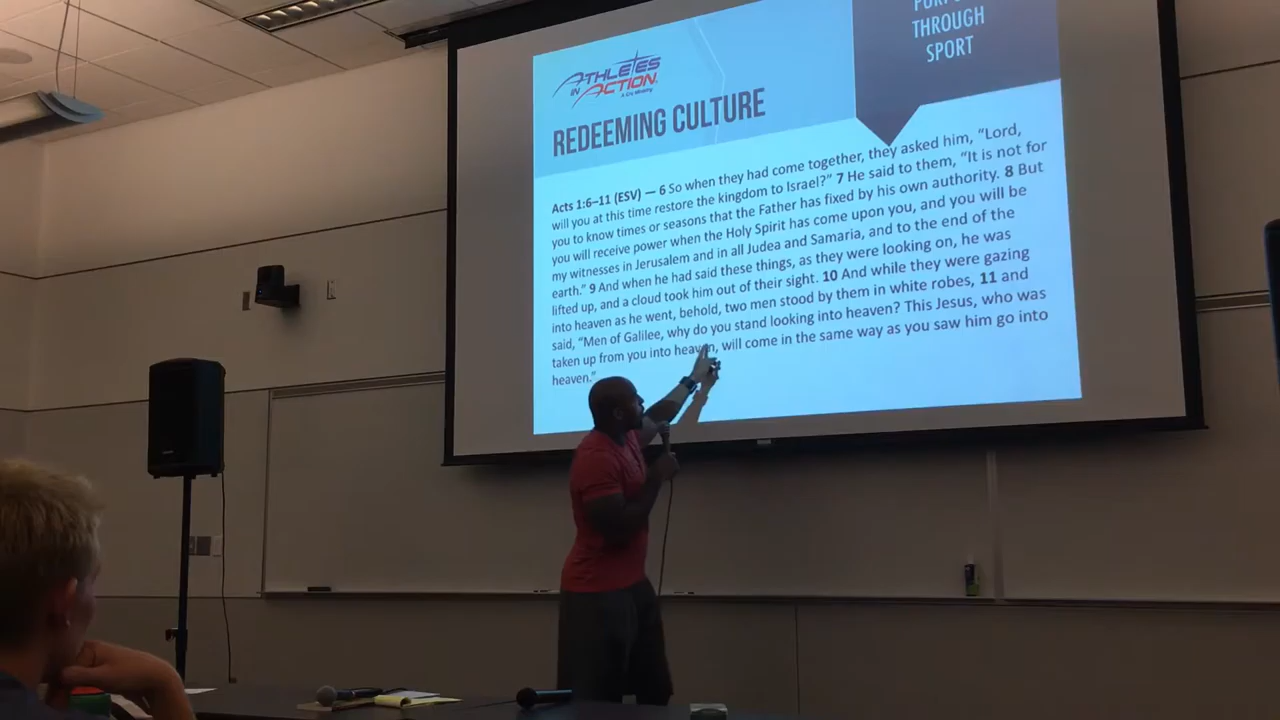 THROUGH
SPORT
ATHLETES
IN ACTION
REDEEMING CULTURE
Acts 1:6–11 (ESV) — 6 So when they had come together, they asked him, “Lord,
will you at this time restore the kingdom to Israel?” 7 He said to them, “It is not for
you to know times or seasons that the Father has fixed by his own authority. 8 But
you will receive power when the Holy Spirit has come upon you, and you will be
my witnesses in Jerusalem and in all Judea and Samaria, and to the end of the
earth.” 9 And when he had said these things, as they were looking on, he was
lifted up, and a cloud took him out of their sight. 10 And while they were gazing
into heaven as he went, behold, two men stood by them in white robes, 11 and
said, “Men of Galilee, why do you stand looking into heaven? This Jesus, who was
taken up from you into heaven, will come in the same way as you saw him go into
heaven.”